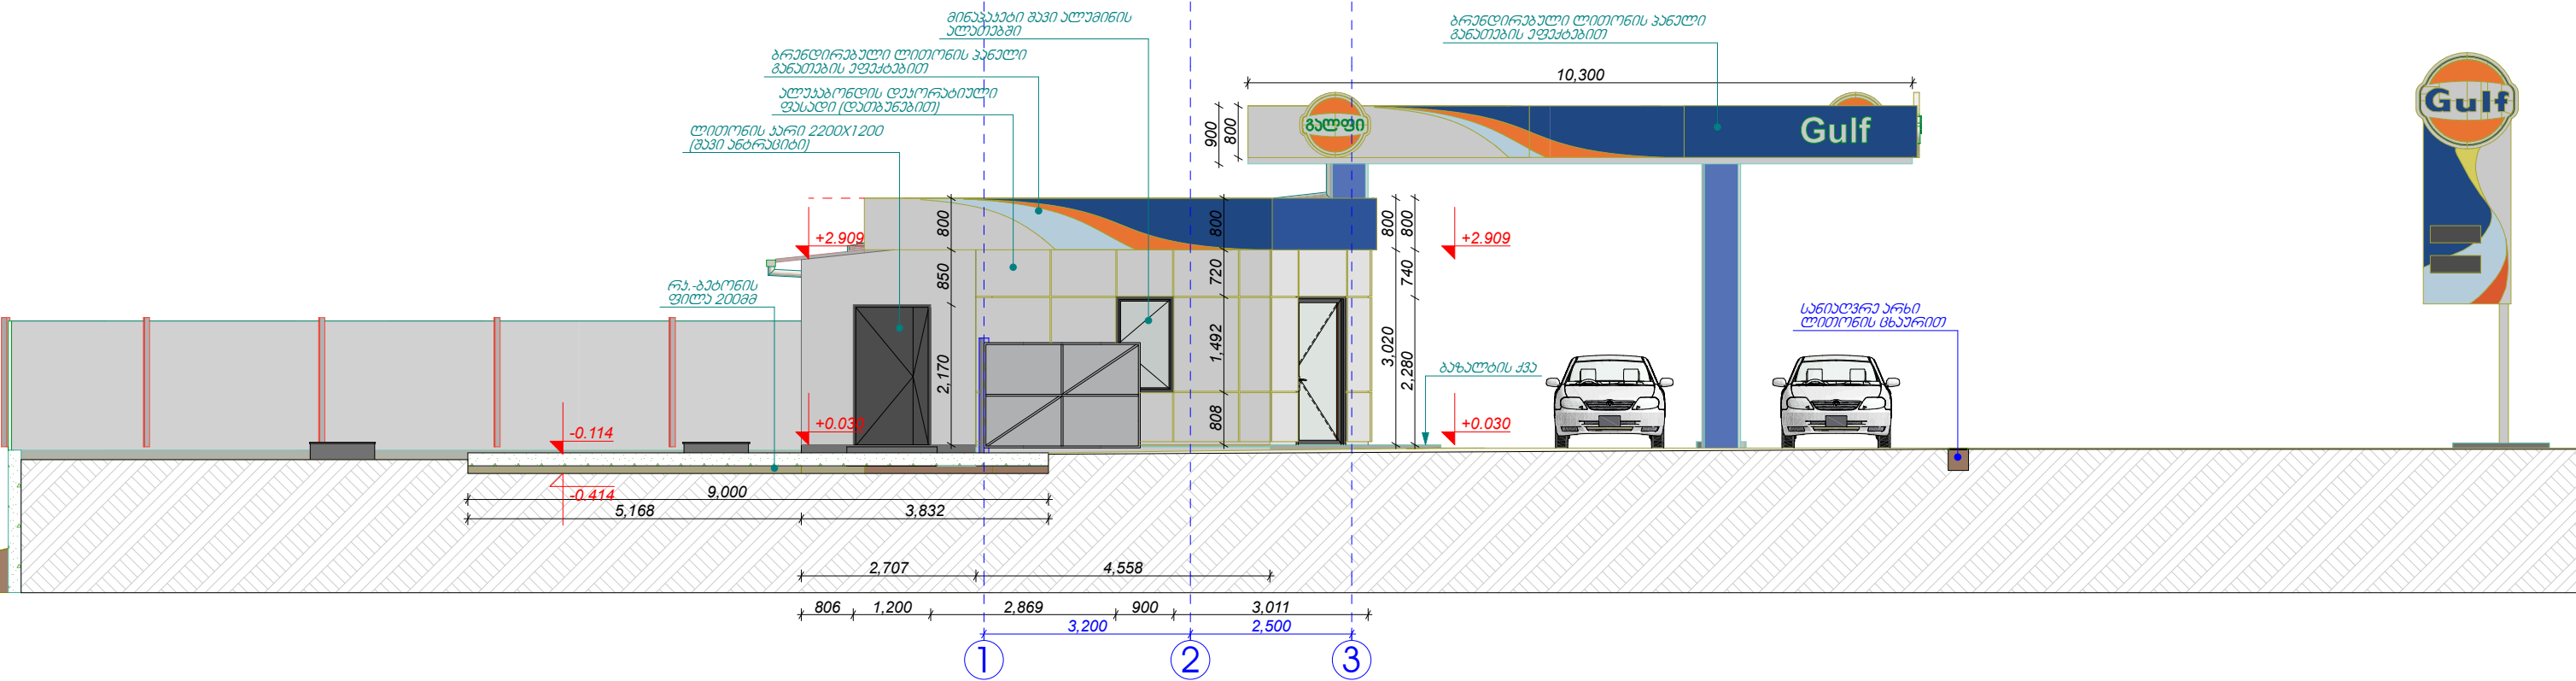 მინაპაკეტი შავი ალუმინის
ალათებში
ბრენდირებული ლითონის პანელი
განათების ეფექტებით
ბრენდირებული ლითონის პანელი
განათების ეფექტებით
ალუკაბონდის დეკორატიული
ფასადი (დათბუნებით)
ლითონის კარი 2200X1200
(შავი ანტრაციტი)
10,300
900
800
გალფი
Gulf
Gulf
800
800
800
800
+2.909
+2.909
850
720
740
რკ.-ბეტონის
ფილა 200მმ
სანიაღვრე არხი
ლითონის ცხაურით
2,170
1,492
3,020
2,280
ბაზალტის ქვა
808
-0.114
+0.030
+0.030
-0.414
9,000
5,168
3,832
2,707
4,558
806
1,200
2,869
900
3,011
3,200
2,500
1
2
3